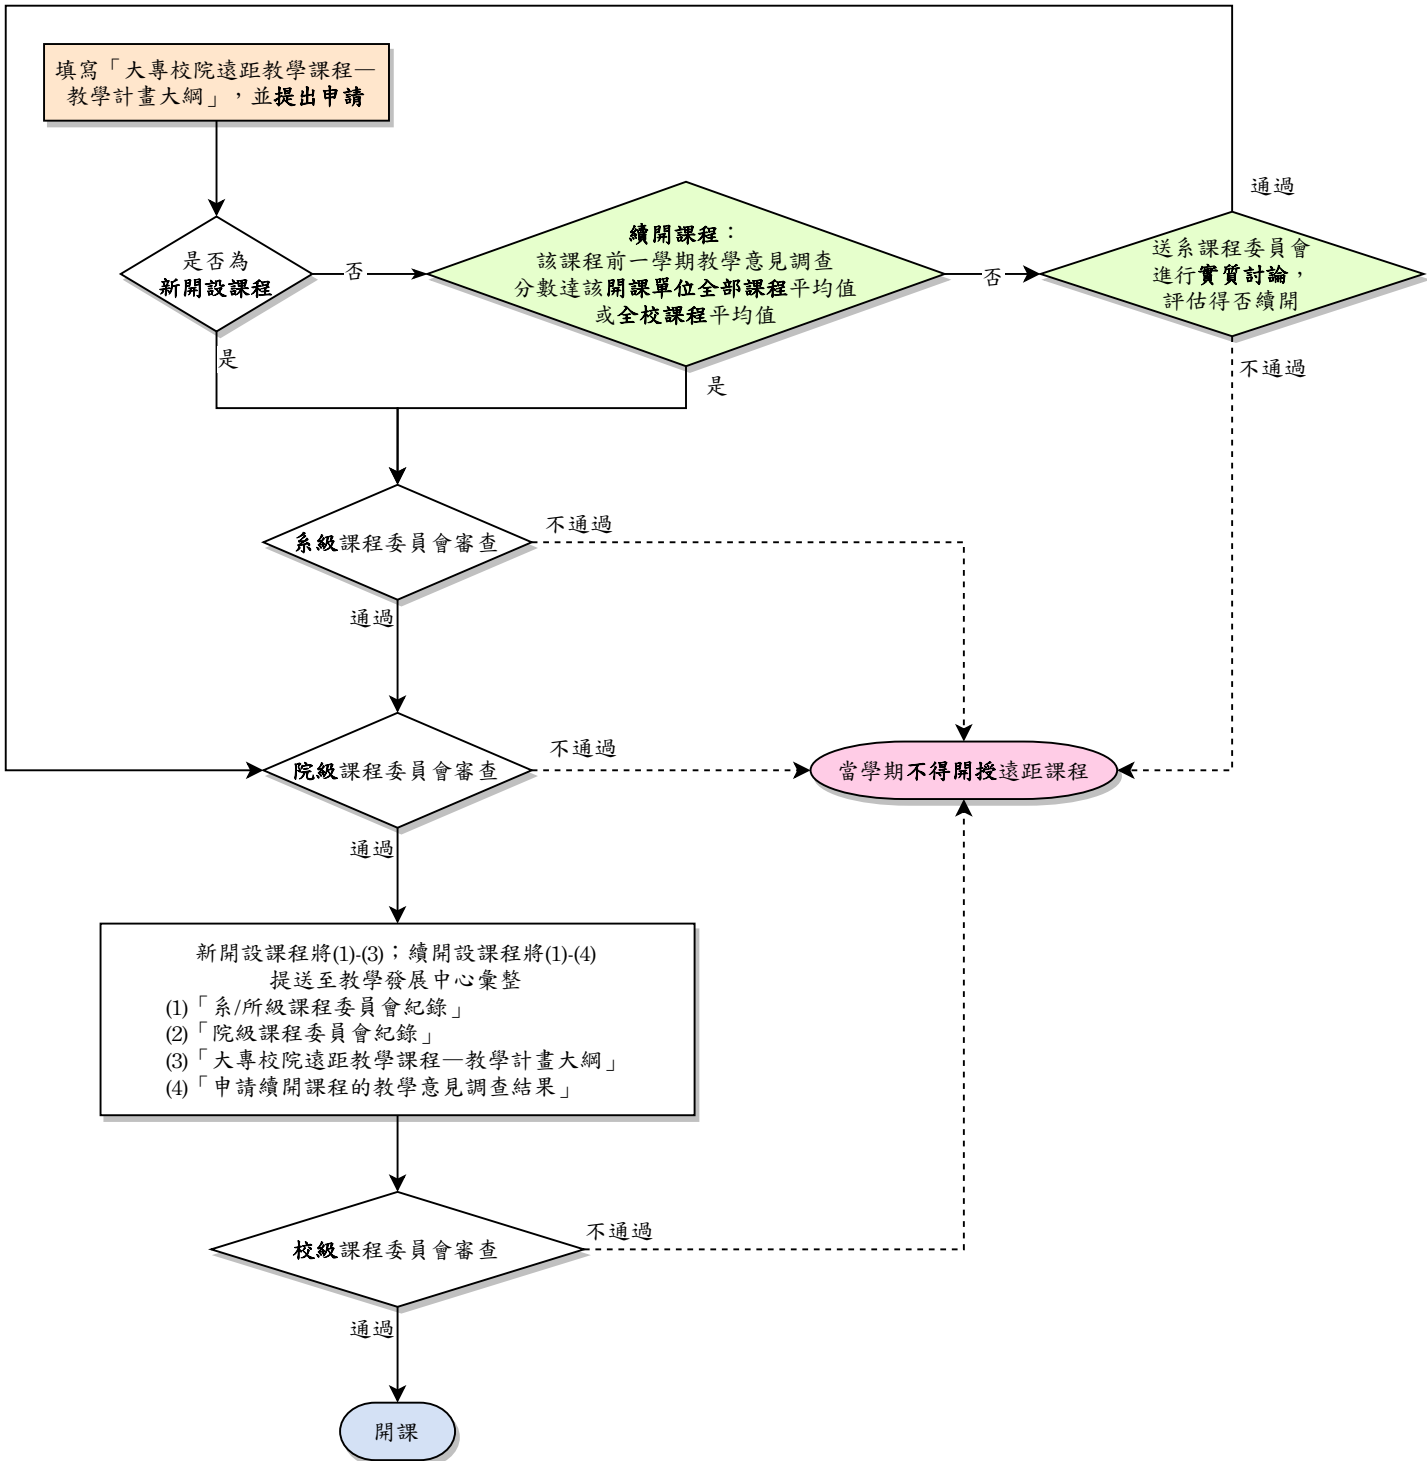 填寫「大專校院遠距教學課程—
教學計畫大綱」，並提出申請
是否為
新開設課程
否
續開課程：
該課程前一學期教學意見調查
分數達該開課單位全部課程平均值
或全校課程平均值
否
通過
送系課程委員會
進行實質討論，
評估得否續開
是
是
不通過
系級課程委員會審查
不通過
通過
院級課程委員會審查
不通過
當學期不得開授遠距課程
通過
新開設課程將(1)-(3)；續開設課程將(1)-(4)
提送至教學發展中心彙整
(1)「系/所級課程委員會紀錄」
(2)「院級課程委員會紀錄」
(3)「大專校院遠距教學課程—教學計畫大綱」
(4)「申請續開課程的教學意見調查結果」
校級課程委員會審查
不通過
通過
開課